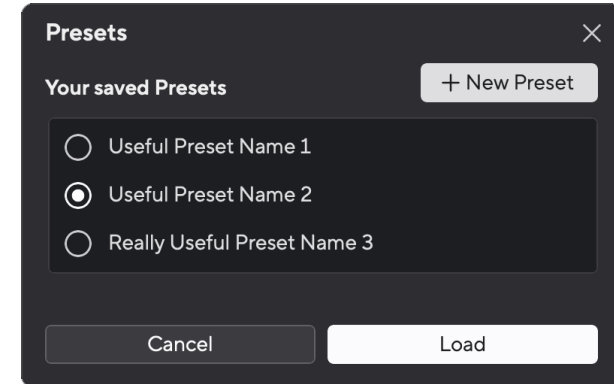 Presets
Your saved Presets
+ New Preset
Useful Preset Name 1
Useful Preset Name 2
Really Useful Preset Name 3
Cancel
Load